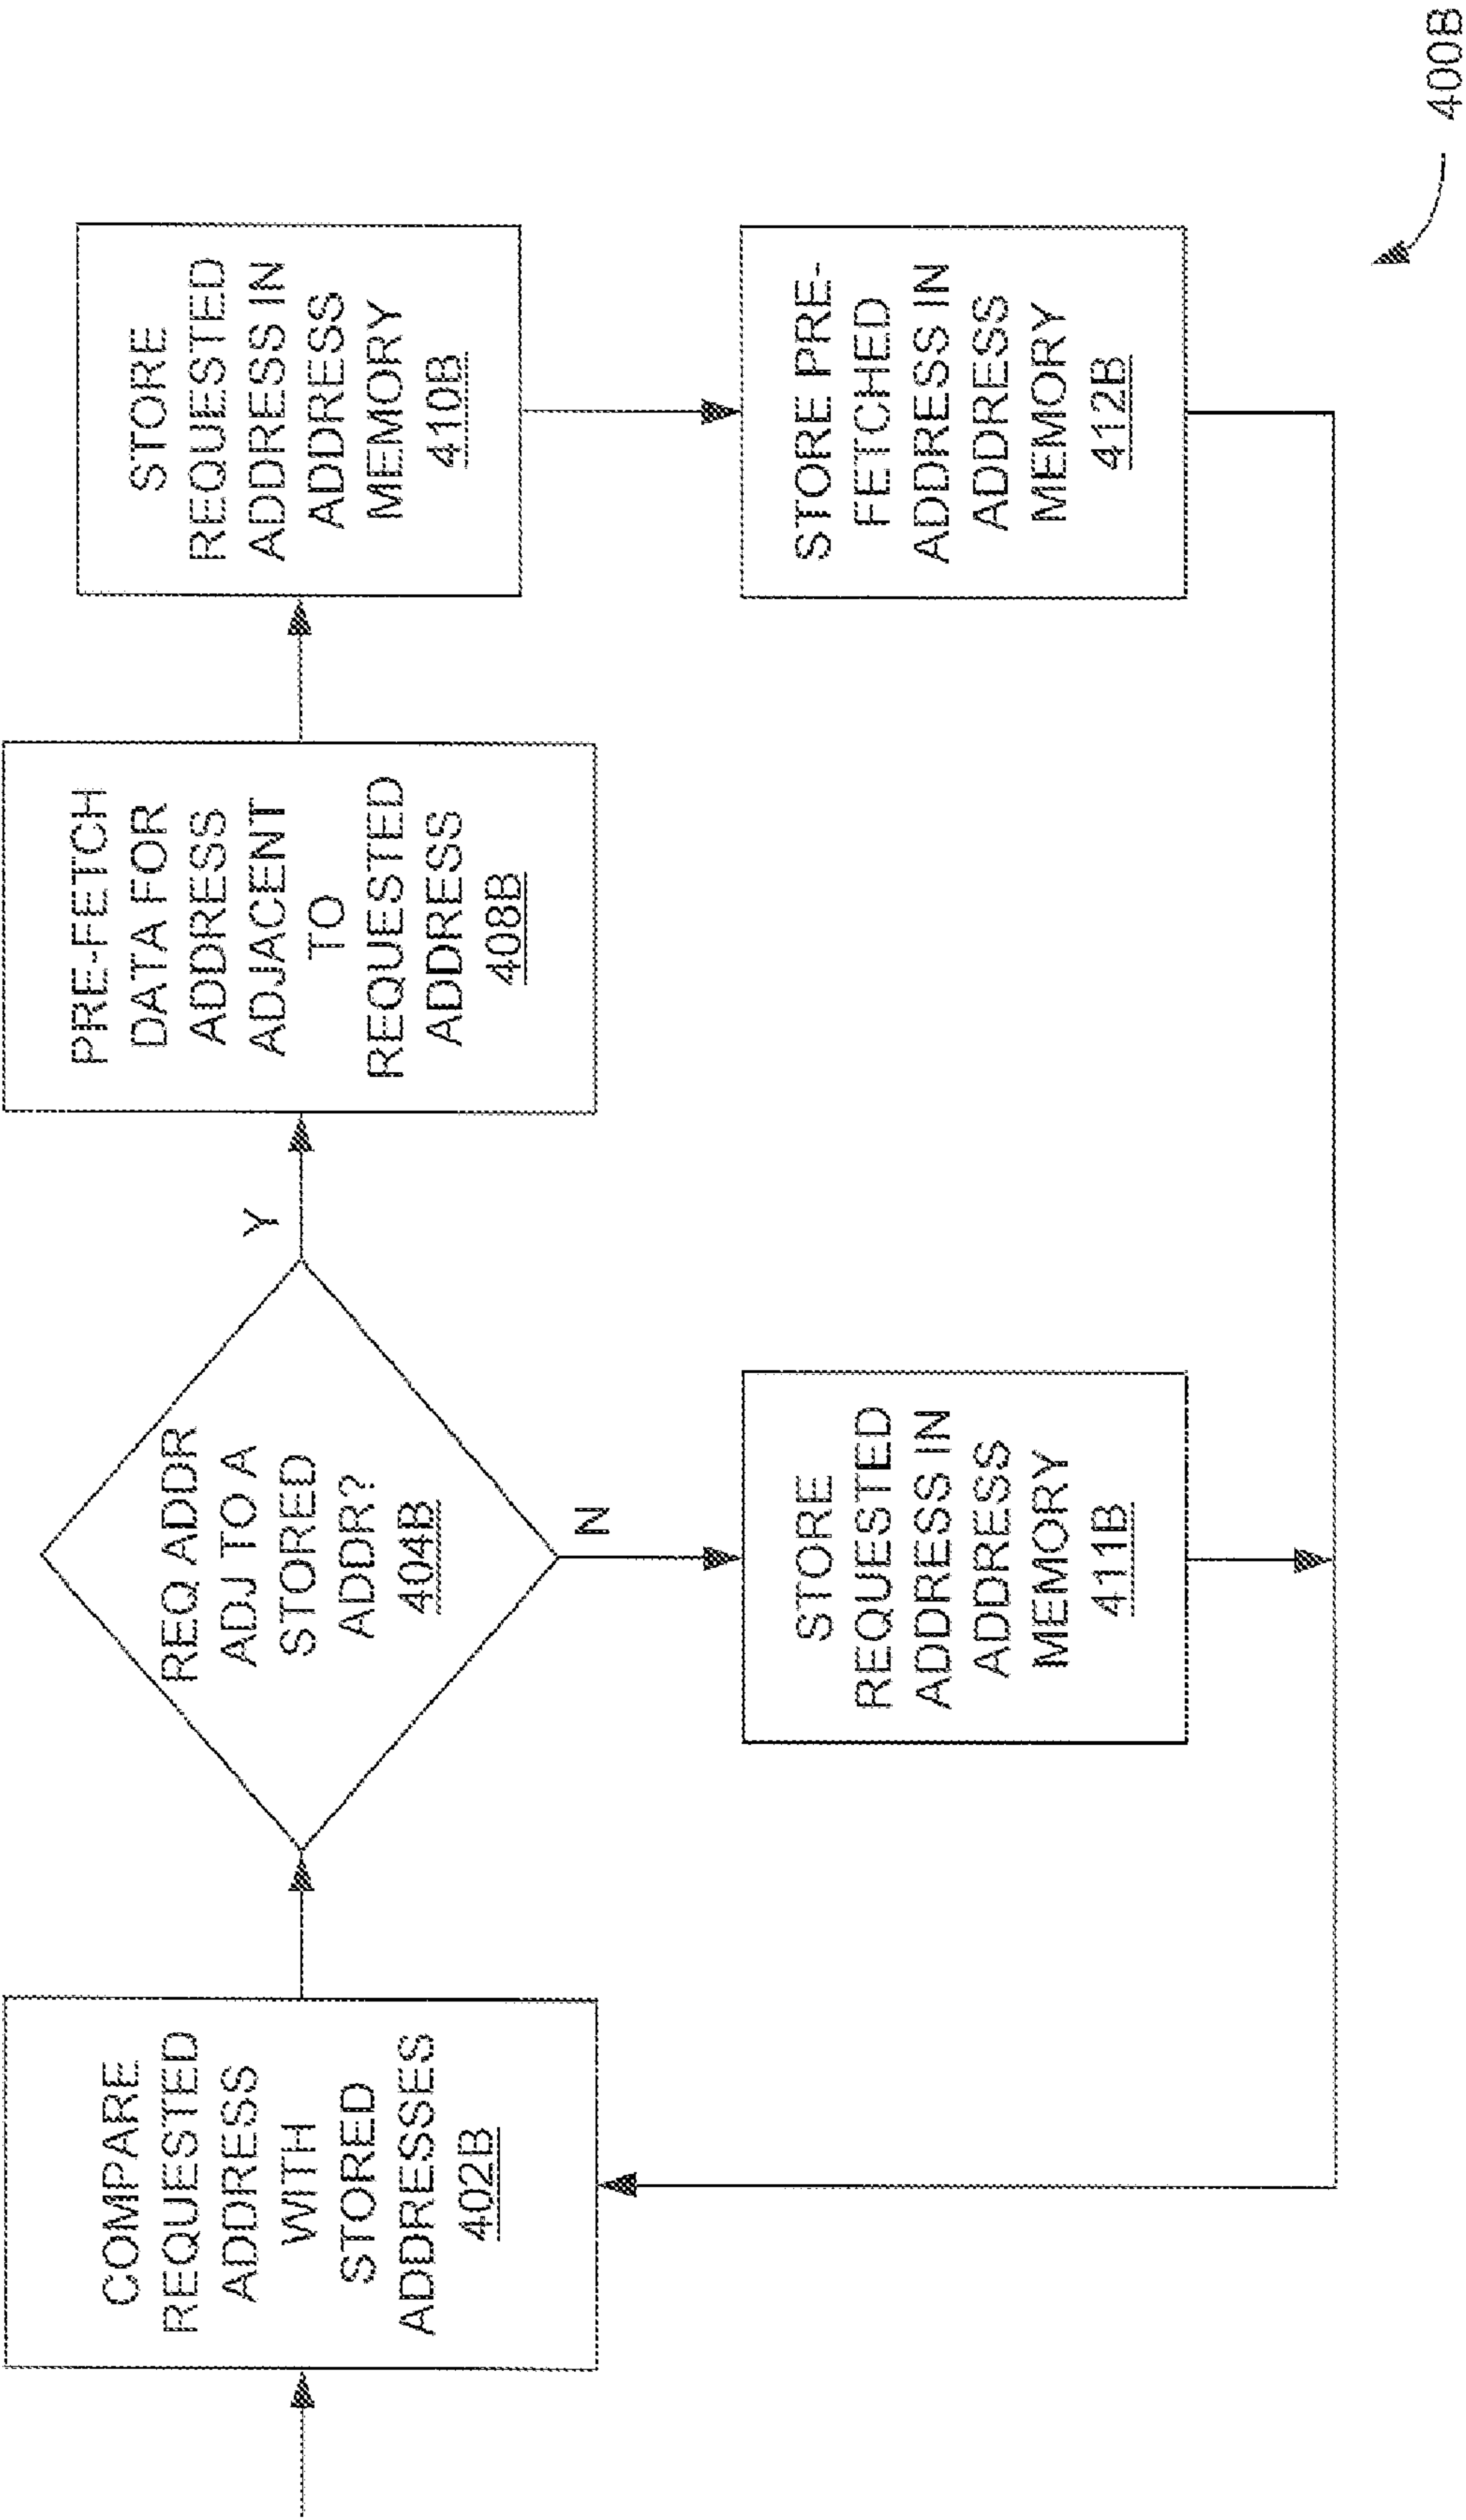 COMPARE
REQUESTED
ADDRESS
WITH
STORED
ADDRESSES
402B
REQ ADDR
ADJ TO A
STORED
ADDR?
404B
Y
N
PRE-FETCH
DATA FOR
ADDRESS
ADJACENT
TO
REQUESTED
ADDRESS
408B
STORE
REQUESTED
ADDRESS IN
ADDRESS
MEMORY
410B
STORE
REQUESTED
ADDRESS IN
ADDRESS
MEMORY
411B
STORE PRE-
FETCHED
ADDRESS IN
ADDRESS
MEMORY
412B
400B